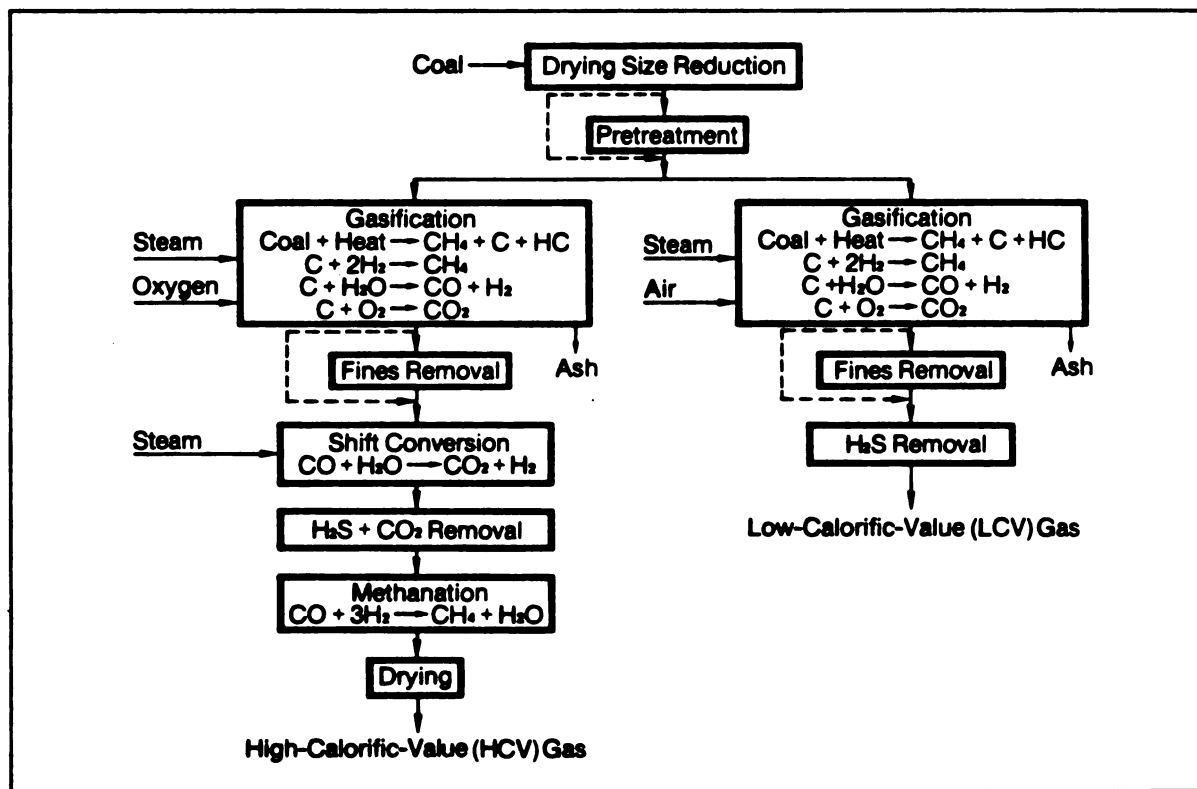 Coal
Drying Size Reduction
Pretreatment
Gasification
Coal + Heat → CH₄ + C + HC
C + 2H₂ → CH₄
C + H₂O → CO + H₂
C + O₂ → CO₂
Steam
Oxygen
Fines Removal
Ash
Steam
Shift Conversion
CO + H₂O → CO₂ + H₂
H₂S + CO₂ Removal
Methanation
CO + 3H₂ → CH₄ + H₂O
Drying
High-Calorific-Value (HCV) Gas
Gasification
Coal + Heat → CH₄ + C + HC
C + 2H₂ → CH₄
C + H₂O → CO + H₂
C + O₂ → CO₂
Steam
Air
Fines Removal
Ash
H₂S Removal
Low-Calorific-Value (LCV) Gas